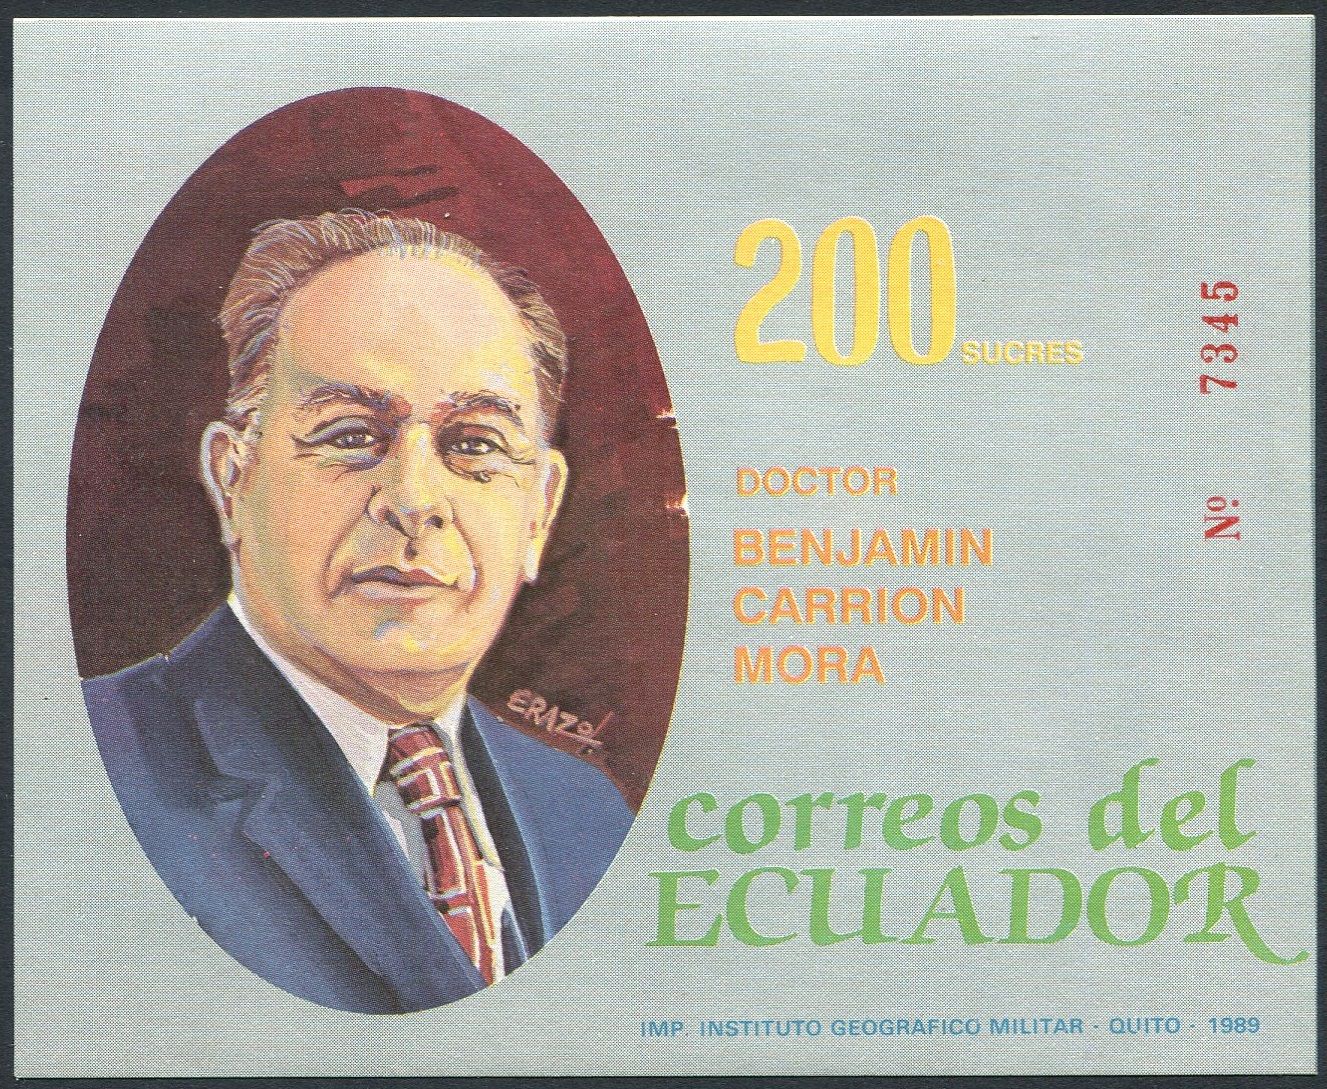 200 SUCRES
DOCTOR
BENJAMIN
CARRION
MORA
Nº 7345
ERAZO
correos del
ECUADOR
IMP. INSTITUTO GEOGRAFICO MILITAR - QUITO - 1989